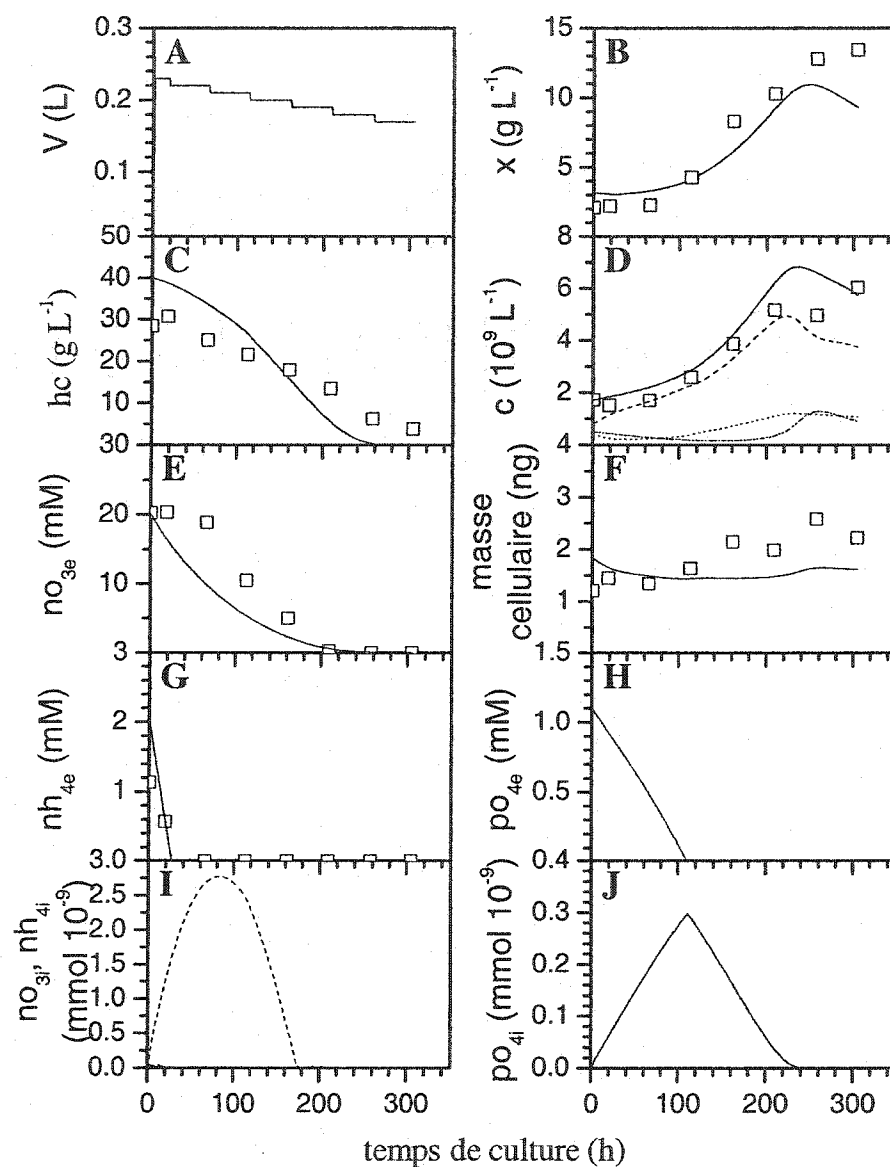 0.3
A
0.2
0.1
V (L)
15
B
10
5
x (g L⁻¹)
50
C
40
30
20
10
hc (g L⁻¹)
8
D
6
4
2
c (10⁹ L⁻¹)
30
E
20
10
no₃ₑ (mM)
4
F
3
2
1
masse
cellulaire (ng)
3
G
2
1
nh₄ₑ (mM)
1.5
H
1.0
0.5
po₄ₑ (mM)
3.0
I
2.5
2.0
1.5
1.0
0.5
0.0
no₃ᵢ, nh₄ᵢ
(mmol 10⁻⁹)
0.4
J
0.3
0.2
0.1
0.0
po₄ᵢ (mmol 10⁻⁹)
0 100 200 300
0 100 200 300
temps de culture (h)